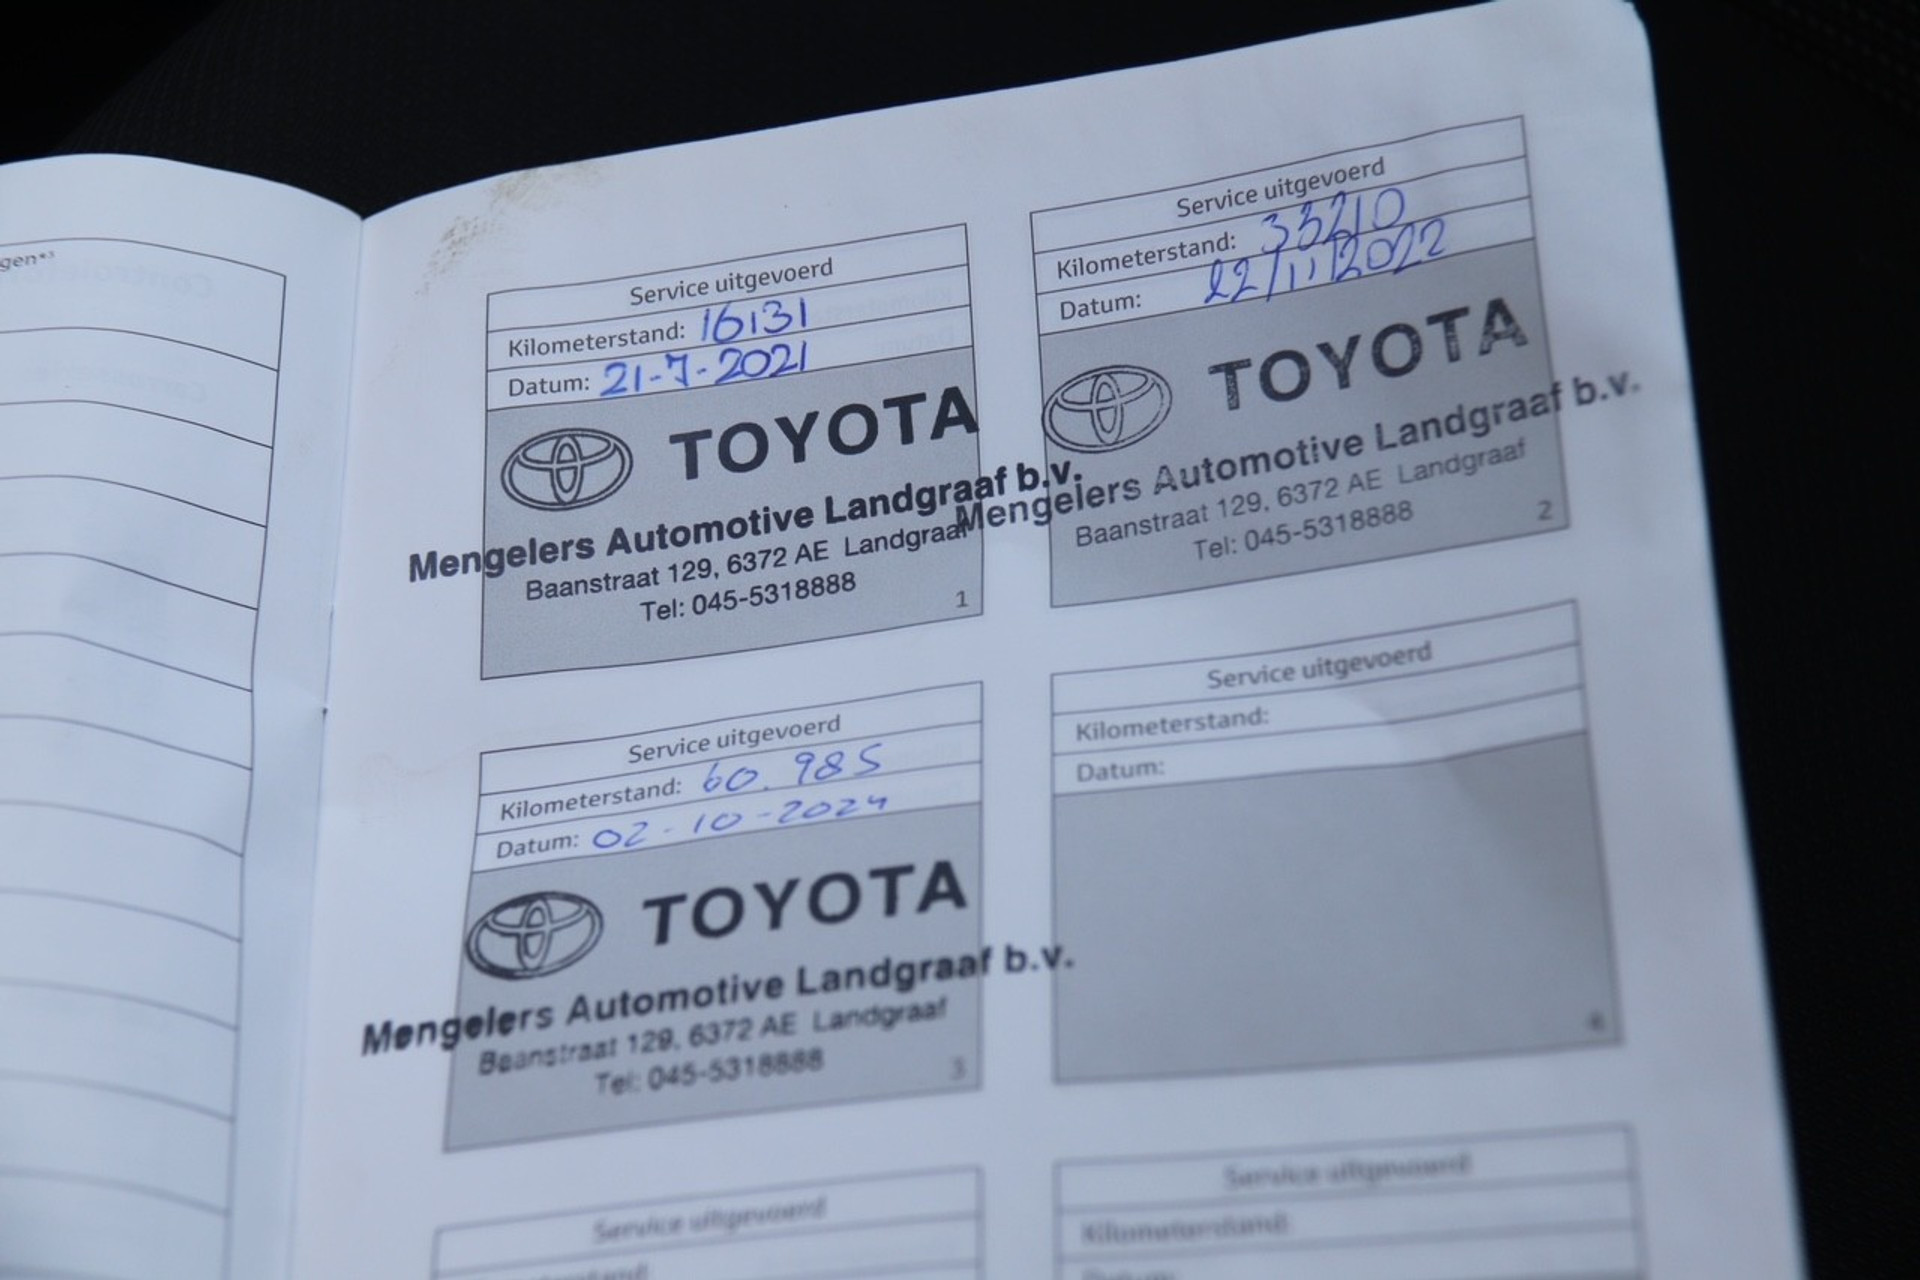 gen*³
Service uitgevoerd
Kilometerstand: 16131
Datum: 21-7-2021
TOYOTA
Mengelers Automotive Landgraaf b.v.
Baanstraat 129, 6372 AE Landgraaf
Tel: 045-5318888
1
Service uitgevoerd
Kilometerstand: 33210
Datum: 22/11/2022
TOYOTA
Mengelers Automotive Landgraaf b.v.
Baanstraat 129, 6372 AE Landgraaf
Tel: 045-5318888
2
Service uitgevoerd
Kilometerstand: 60.985
Datum: 02-10-2024
TOYOTA
Mengelers Automotive Landgraaf b.v.
Baanstraat 129, 6372 AE Landgraaf
Tel: 045-5318888
3
Service uitgevoerd
Kilometerstand:
Datum:
4
Service uitgevoerd
Service uitgevoerd
Kilometerstand: